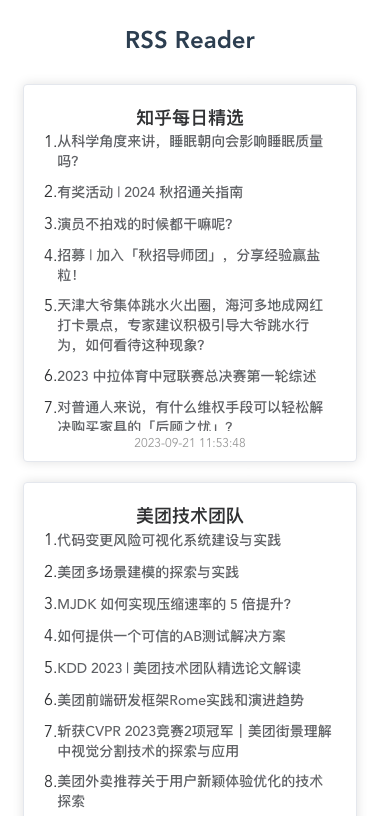 RSS Reader
知乎每日精选
1.从科学角度来讲，睡眠朝向会影响睡眠质量
吗？
2.有奖活动 | 2024 秋招通关指南
3.演员不拍戏的时候都干嘛呢？
4.招募 | 加入「秋招导师团」，分享经验赢盐
粒！
5.天津大爷集体跳水火出圈，海河多地成网红
打卡景点，专家建议积极引导大爷跳水行
为，如何看待这种现象？
6.2023 中拉体育中冠联赛总决赛第一轮综述
7.对普通人来说，有什么维权手段可以轻松解
决购买家具的「后顾之忧」？
2023-09-21 11:53:48
美团技术团队
1.代码变更风险可视化系统建设与实践
2.美团多场景建模的探索与实践
3.MJDK 如何实现压缩速率的 5 倍提升？
4.如何提供一个可信的AB测试解决方案
5.KDD 2023 | 美团技术团队精选论文解读
6.美团前端研发框架Rome实践和演进趋势
7.斩获CVPR 2023竞赛2项冠军｜美团街景理解
中视觉分割技术的探索与应用
8.美团外卖推荐关于用户新颖体验优化的技术
探索